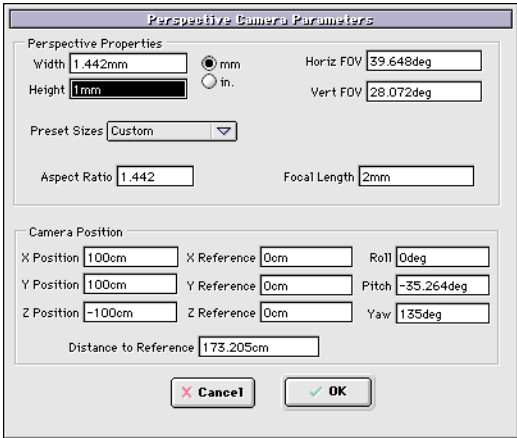 Perspective Camera Parameters
Perspective Properties
Width 1.442mm mm Horiz FOV 39.648deg
Height 1mm in. Vert FOV 28.072deg
Preset Sizes Custom
Aspect Ratio 1.442 Focal Length 2mm
Camera Position
X Position 100cm X Reference 0cm Roll 0deg
Y Position 100cm Y Reference 0cm Pitch -35.264deg
Z Position -100cm Z Reference 0cm Yaw 135deg
Distance to Reference 173.205cm
Cancel OK